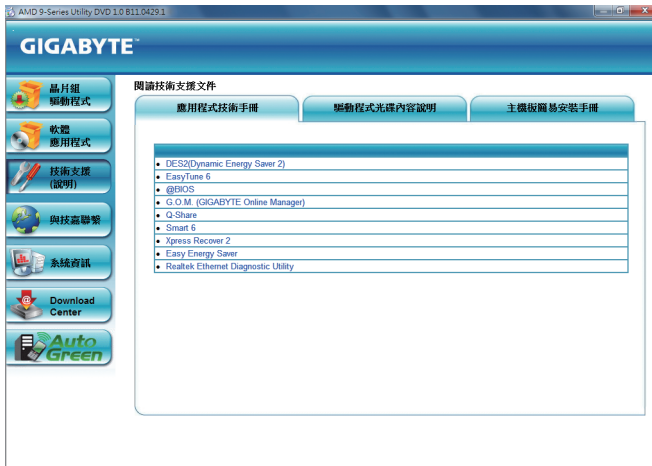 AMD 9-Series Utility DVD 1.0 B11.0429.1
GIGABYTE™
晶片組
驅動程式
軟體
應用程式
技術支援
(說明)
與技嘉聯繫
系統資訊
Download
Center
Auto
Green
閱讀技術支援文件
應用程式技術手冊
驅動程式光碟內容說明
主機板簡易安裝手冊
• DES2(Dynamic Energy Saver 2)
• EasyTune 6
• @BIOS
• G.O.M. (GIGABYTE Online Manager)
• Q-Share
• Smart 6
• Xpress Recover 2
• Easy Energy Saver
• Realtek Ethernet Diagnostic Utility